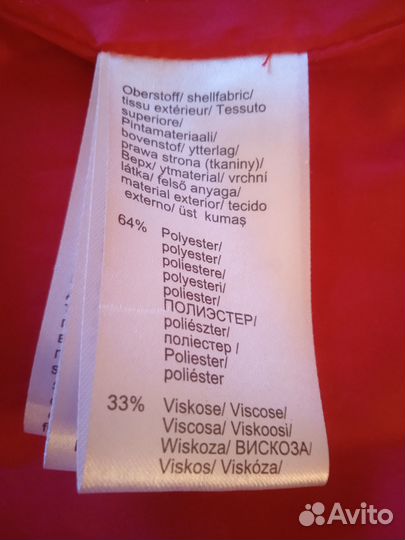 Oberstoff/ shellfabric/
tissu extérieur/ Tessuto
superiore/
Pintamateriaali/
bovenstof/ ytterlag/
prawa strona (tkaniny)/
Верх/ ytmaterial/ vrchní
látka/ felső anyaga/
material exterior/ tecido
externo/ üst kumaş
64% Polyester/
polyester/
poliestere/
polyesteri/
poliester/
ПОЛИЭСТЕР/
poliészter/
поліестер /
Poliester/
poliéster
33% Viskose/ Viscose/
Viscosa/ Viskoosi/
Wiskoza/ ВИСКОЗА/
Viskos/ Viskóza/
Avito